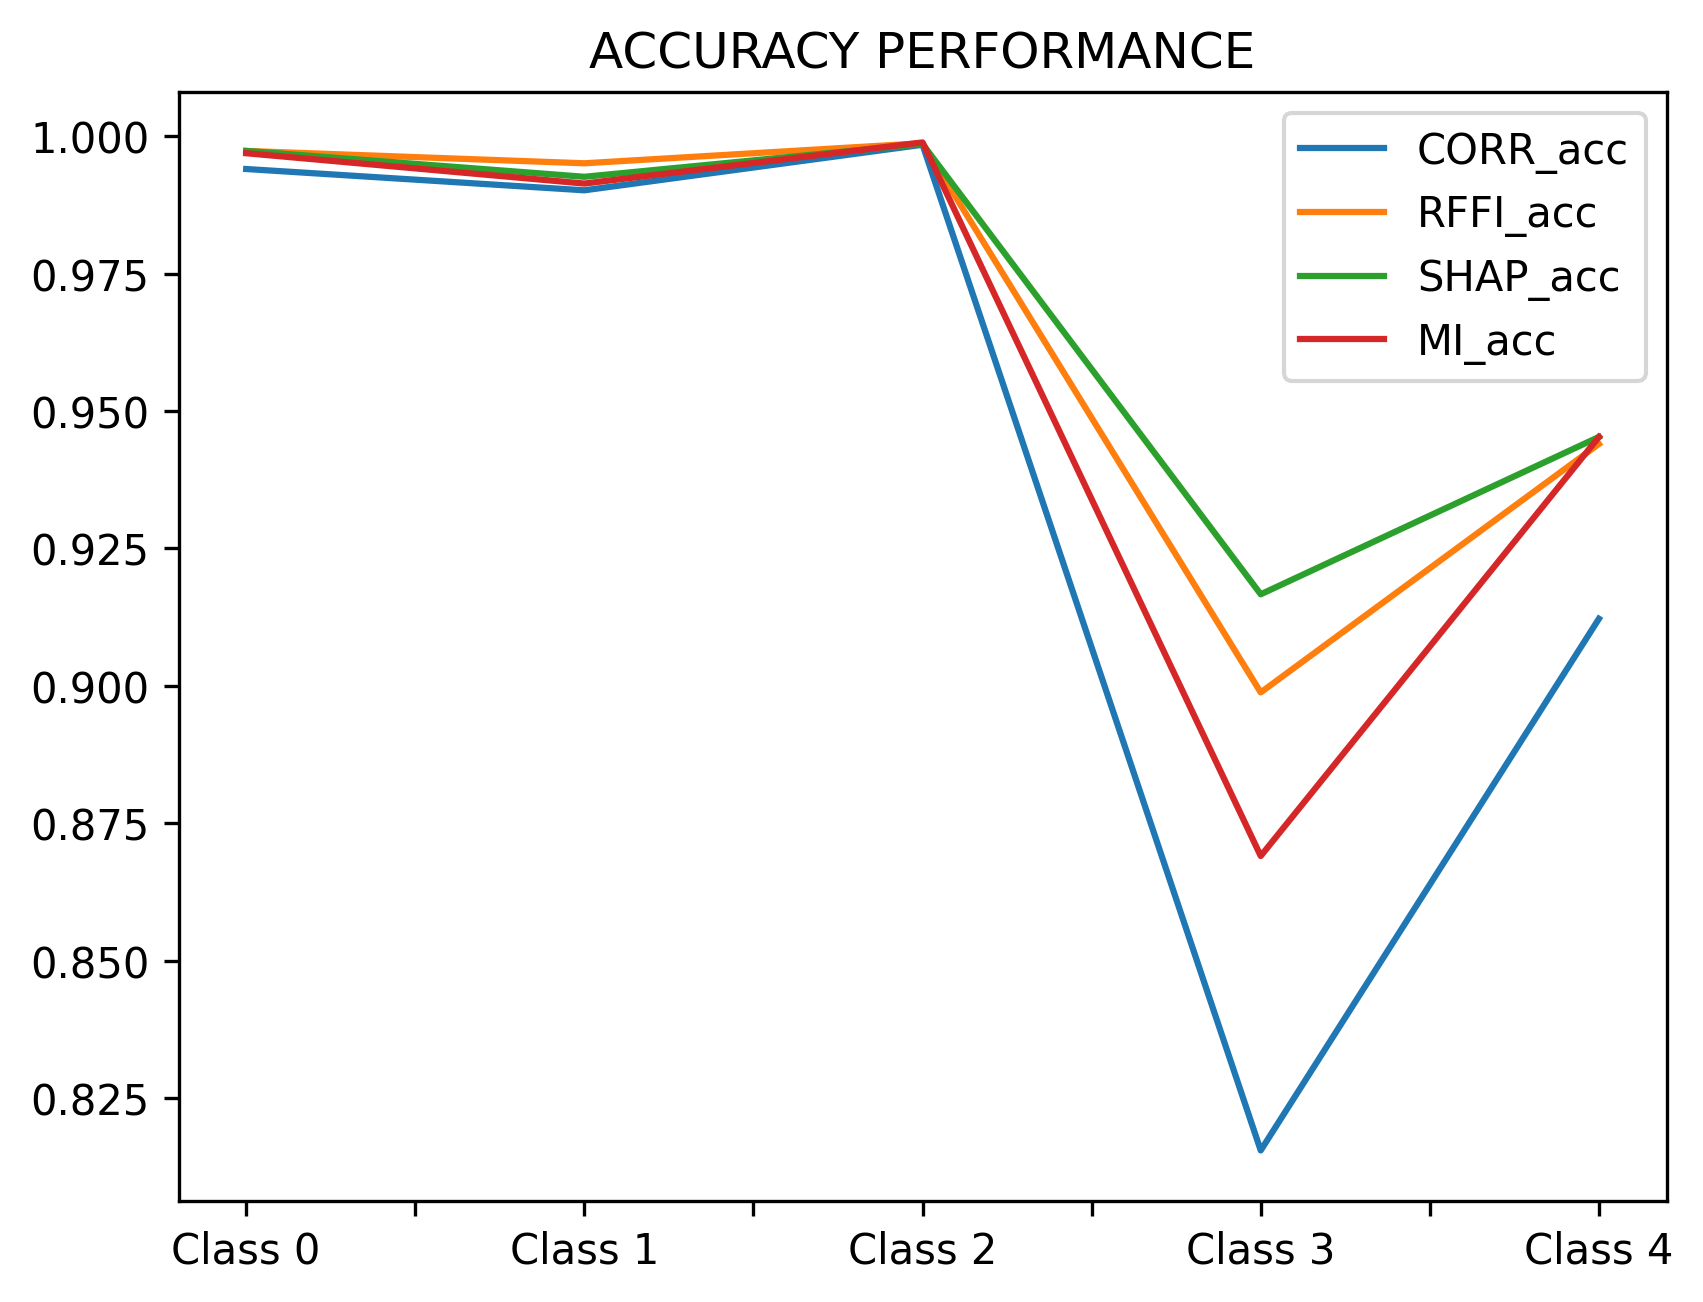 ACCURACY PERFORMANCE
CORR_acc
RFFI_acc
SHAP_acc
MI_acc
1.000
0.975
0.950
0.925
0.900
0.875
0.850
0.825
Class 0 Class 1 Class 2 Class 3 Class 4